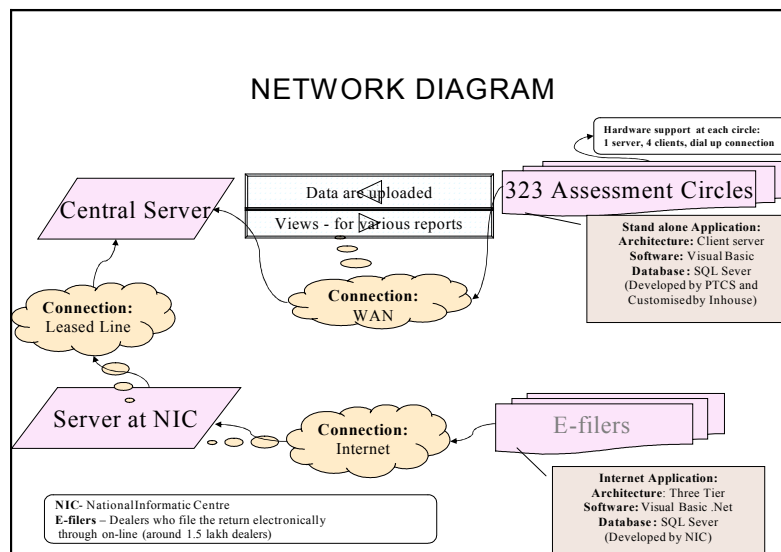 NETWORK DIAGRAM
Hardware support at each circle:
1 server, 4 clients, dial up connection
Central Server
Data are uploaded
Views - for various reports
323 Assessment Circles
Stand alone Application:
Architecture: Client server
Software: Visual Basic
Database: SQL Sever
(Developed by PTCS and
Customised by Inhouse)
Connection:
WAN
Connection:
Leased Line
Server at NIC
Connection:
Internet
E-filers
Internet Application:
Architecture: Three Tier
Software: Visual Basic .Net
Database: SQL Sever
(Developed by NIC)
NIC- National Informatic Centre
E-filers – Dealers who file the return electronically
through on-line (around 1.5 lakh dealers)